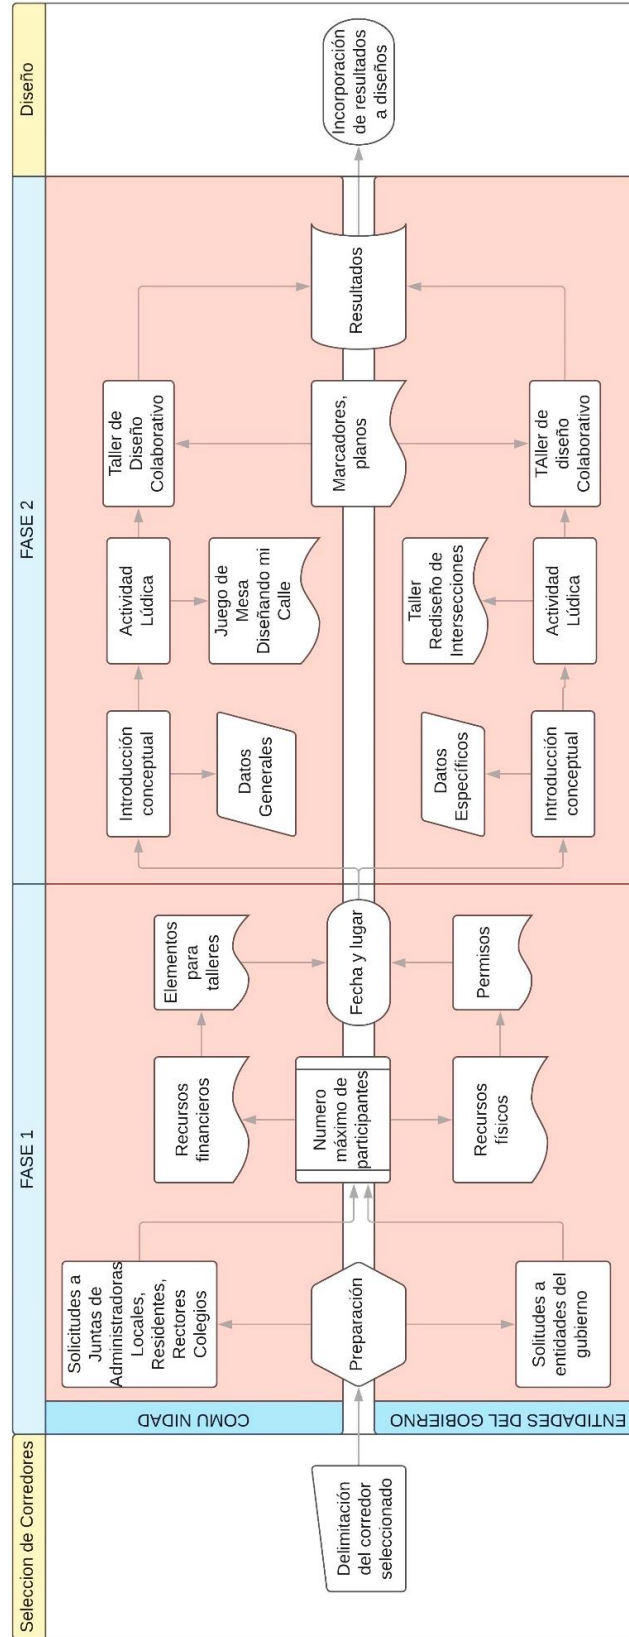 Seleccion de Corredores
FASE 1
FASE 2
Diseño
COMU NIDAD
ENTIDADES DEL GOBIERNO
Delimitación
del corredor
seleccionado
Preparación
Solicitudes a
Juntas de
Administradoras
Locales,
Residentes,
Rectores
Colegios
Solitudes a
entidades del
gubierno
Numero
máximo de
participantes
Recursos
financieros
Elementos
para
talleres
Recursos
físicos
Permisos
Fecha y lugar
Introducción
conceptual
Datos
Generales
Actividad
Lúdica
Juego de
Mesa
Diseñando mi
Calle
Taller de
Diseño
Colaborativo
Marcadores,
planos
Datos
Específicos
Introducción
conceptual
Taller
Rediseño de
Intersecciones
Actividad
Lúdica
TAller de
diseño
Colaborativo
Resultados
Incorporación
de resultados
a diseños